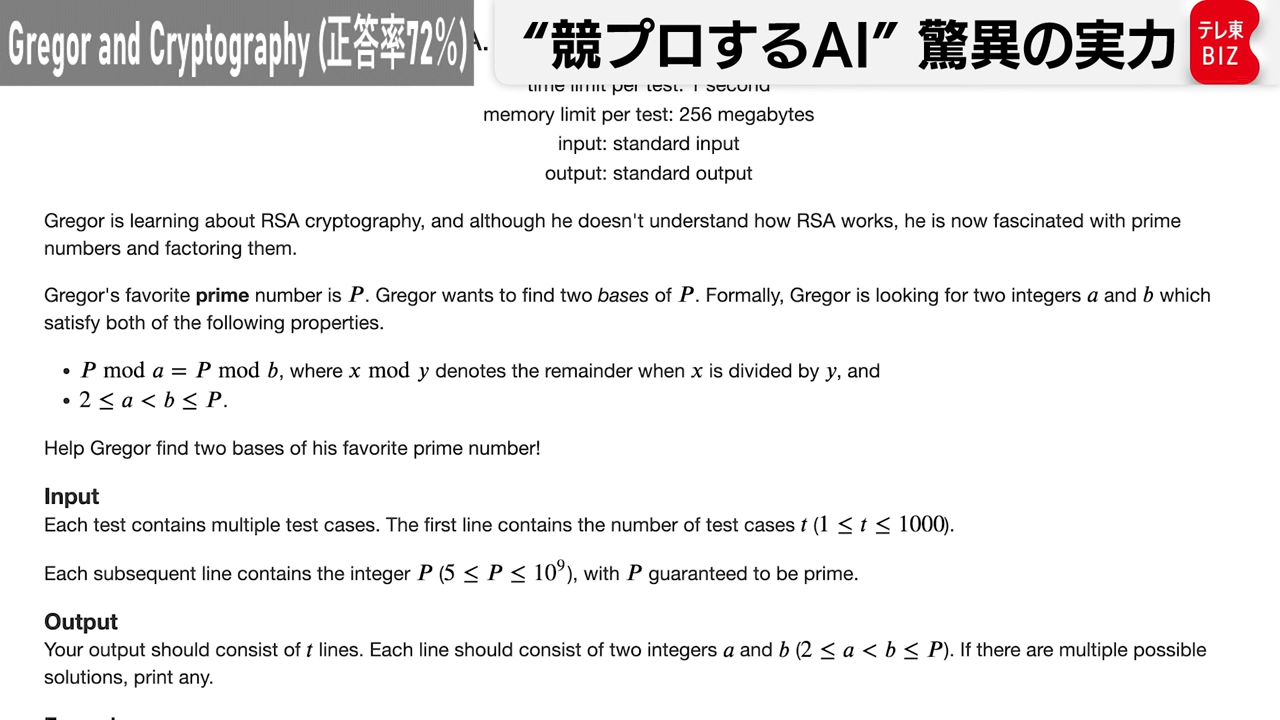 Gregor and Cryptography (正答率72%)
A.
“競プロするAI” 驚異の実力
テレ東
BIZ
time limit per test: 1 second
memory limit per test: 256 megabytes
input: standard input
output: standard output
Gregor is learning about RSA cryptography, and although he doesn't understand how RSA works, he is now fascinated with prime
numbers and factoring them.
Gregor's favorite prime number is P. Gregor wants to find two bases of P. Formally, Gregor is looking for two integers a and b which
satisfy both of the following properties.
• P mod a = P mod b, where x mod y denotes the remainder when x is divided by y, and
• 2 ≤ a < b ≤ P.
Help Gregor find two bases of his favorite prime number!
Input
Each test contains multiple test cases. The first line contains the number of test cases t (1 ≤ t ≤ 1000).
Each subsequent line contains the integer P (5 ≤ P ≤ 10⁹), with P guaranteed to be prime.
Output
Your output should consist of t lines. Each line should consist of two integers a and b (2 ≤ a < b ≤ P). If there are multiple possible
solutions, print any.